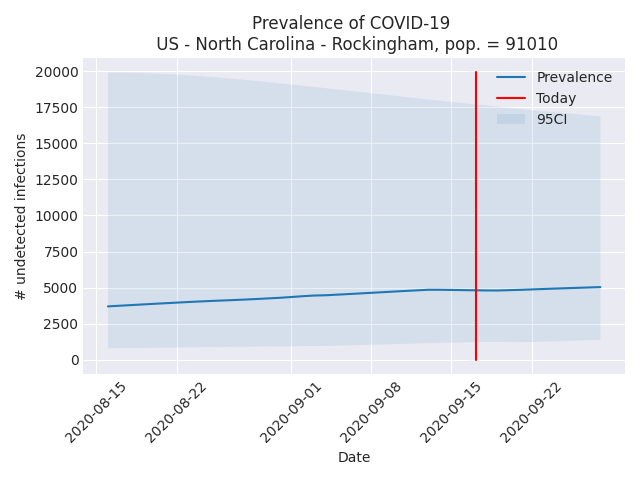 Prevalence of COVID-19
US - North Carolina - Rockingham, pop. = 91010
Prevalence
Today
95CI
20000
17500
15000
12500
10000
7500
5000
2500
0
# undetected infections
2020-08-15
2020-08-22
2020-09-01
2020-09-08
2020-09-15
2020-09-22
Date